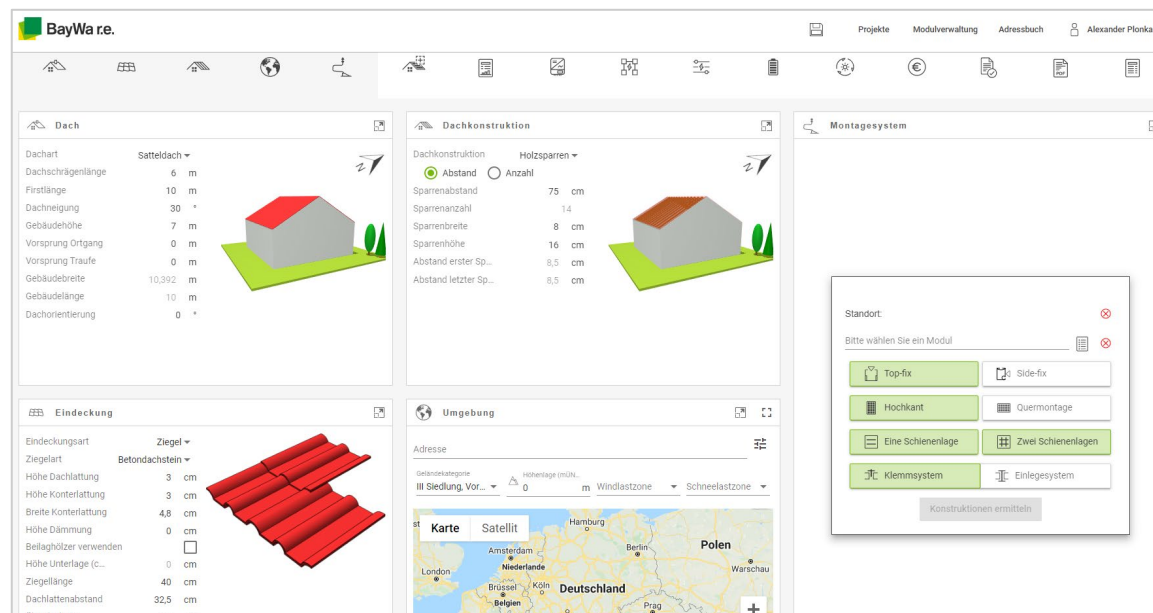 BayWa r.e.
Projekte Modulverwaltung Adressbuch Alexander Plonka
Dach
Dachart Satteldach
Dachschrägenlänge 6 m
Firstlänge 10 m
Dachneigung 30 °
Gebäudehöhe 7 m
Vorsprung Ortgang 0 m
Vorsprung Traufe 0 m
Gebäudebreite 10,392 m
Gebäudelänge 10 m
Dachorientierung 0 °
Z
Dachkonstruktion
Dachkonstruktion Holzsparren
Abstand Anzahl
Sparrenabstand 75 cm
Sparrenanzahl 14
Sparrenbreite 8 cm
Sparrenhöhe 16 cm
Abstand erster Sp... 8,5 cm
Abstand letzter Sp... 8,5 cm
Z
Montagesystem
Standort:
Bitte wählen Sie ein Modul
Top-fix Side-fix
Hochkant Quermontage
Eine Schienenlage Zwei Schienenlagen
Klemmsystem Einlegesystem
Konstruktionen ermitteln
Eindeckung
Eindeckungsart Ziegel
Ziegelart Betondachstein
Höhe Dachlattung 3 cm
Höhe Konterlattung 3 cm
Breite Konterlattung 4,8 cm
Höhe Dämmung 0 cm
Beilaghölzer verwenden
Höhe Unterlage (c... 0 cm
Ziegellänge 40 cm
Dachlattenabstand 32,5 cm
Umgebung
Adresse
Geländekategorie Höhenlage (müN...
III Siedlung, Vor... 0 m Windlastzone Schneelastzone
Karte Satellit
Hamburg
Amsterdam Berlin Polen
Niederlande
London Warschau
Brüssel Köln Deutschland
Belgien Prag
+